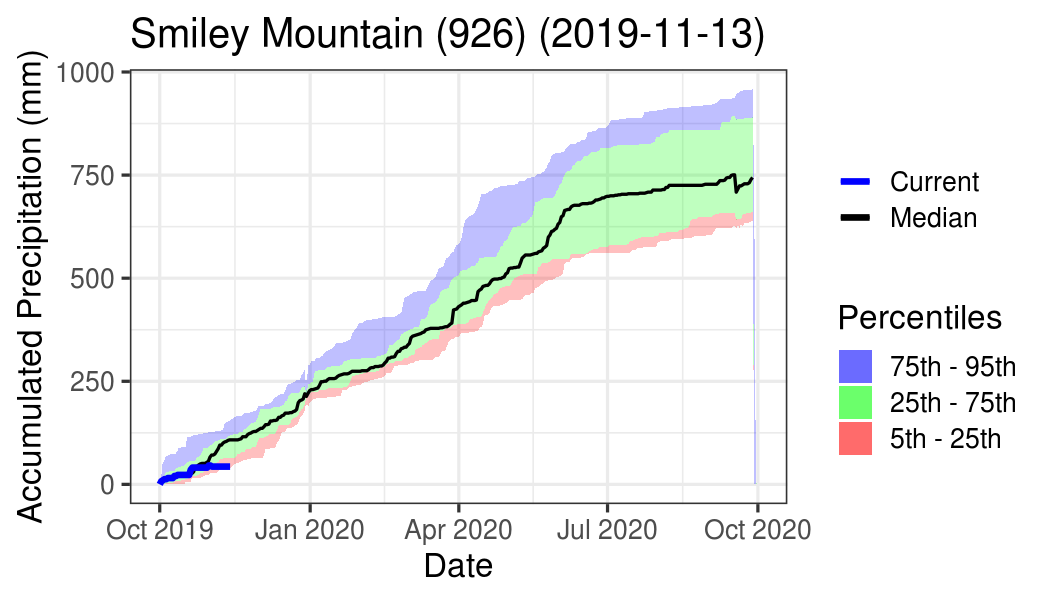 Smiley Mountain (926) (2019-11-13)
Accumulated Precipitation (mm)
1000
750
500
250
0
Oct 2019 Jan 2020 Apr 2020 Jul 2020 Oct 2020
Date
Current
Median
Percentiles
75th - 95th
25th - 75th
5th - 25th